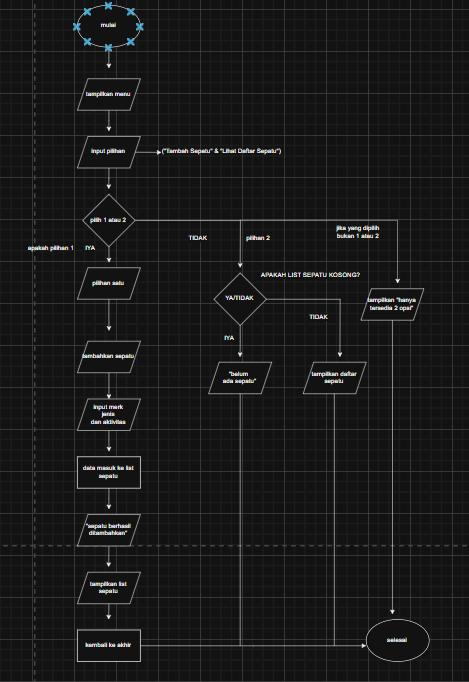 mulai
tampilkan menu
input pilihan
("Tambah Sepatu" & "Lihat Daftar Sepatu")
pilih 1 atau 2
apakah pilihan 1
IYA
TIDAK
pilihan 2
jika yang dipilih
bukan 1 atau 2
pilihan satu
APAKAH LIST SEPATU KOSONG?
YA/TIDAK
tampilkan "hanya
tersedia 2 opsi"
TIDAK
IYA
tambahkan sepatu
"belum
ada sepatu"
tampilkan daftar
sepatu
input merk
jenis
dan aktivitas
data masuk ke list
sepatu
"sepatu berhasil
ditambahkan"
tampilkan list
sepatu
kembali ke akhir
selesai